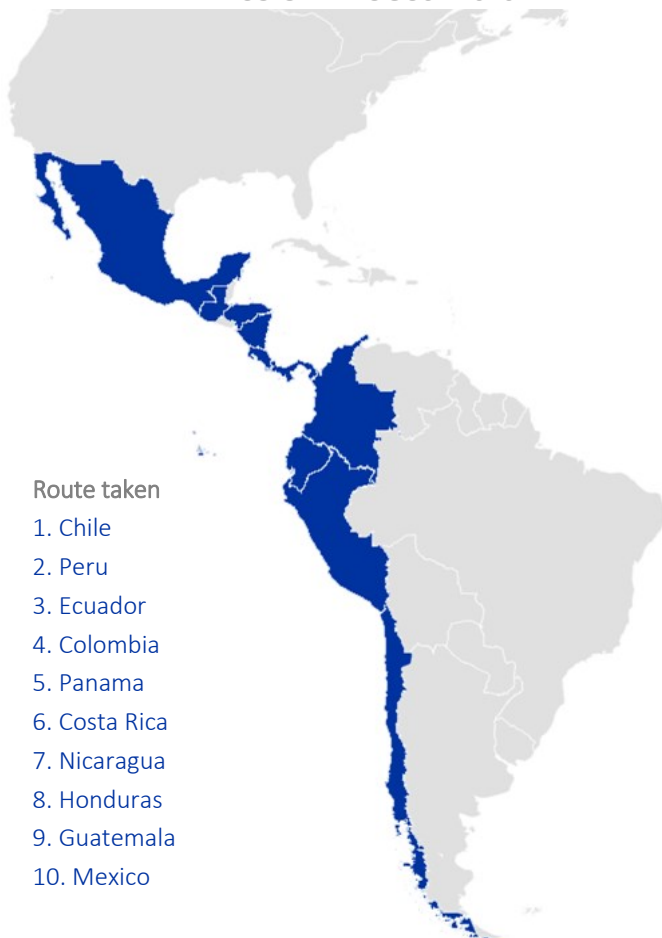 Route taken
1. Chile
2. Peru
3. Ecuador
4. Colombia
5. Panama
6. Costa Rica
7. Nicaragua
8. Honduras
9. Guatemala
10. Mexico